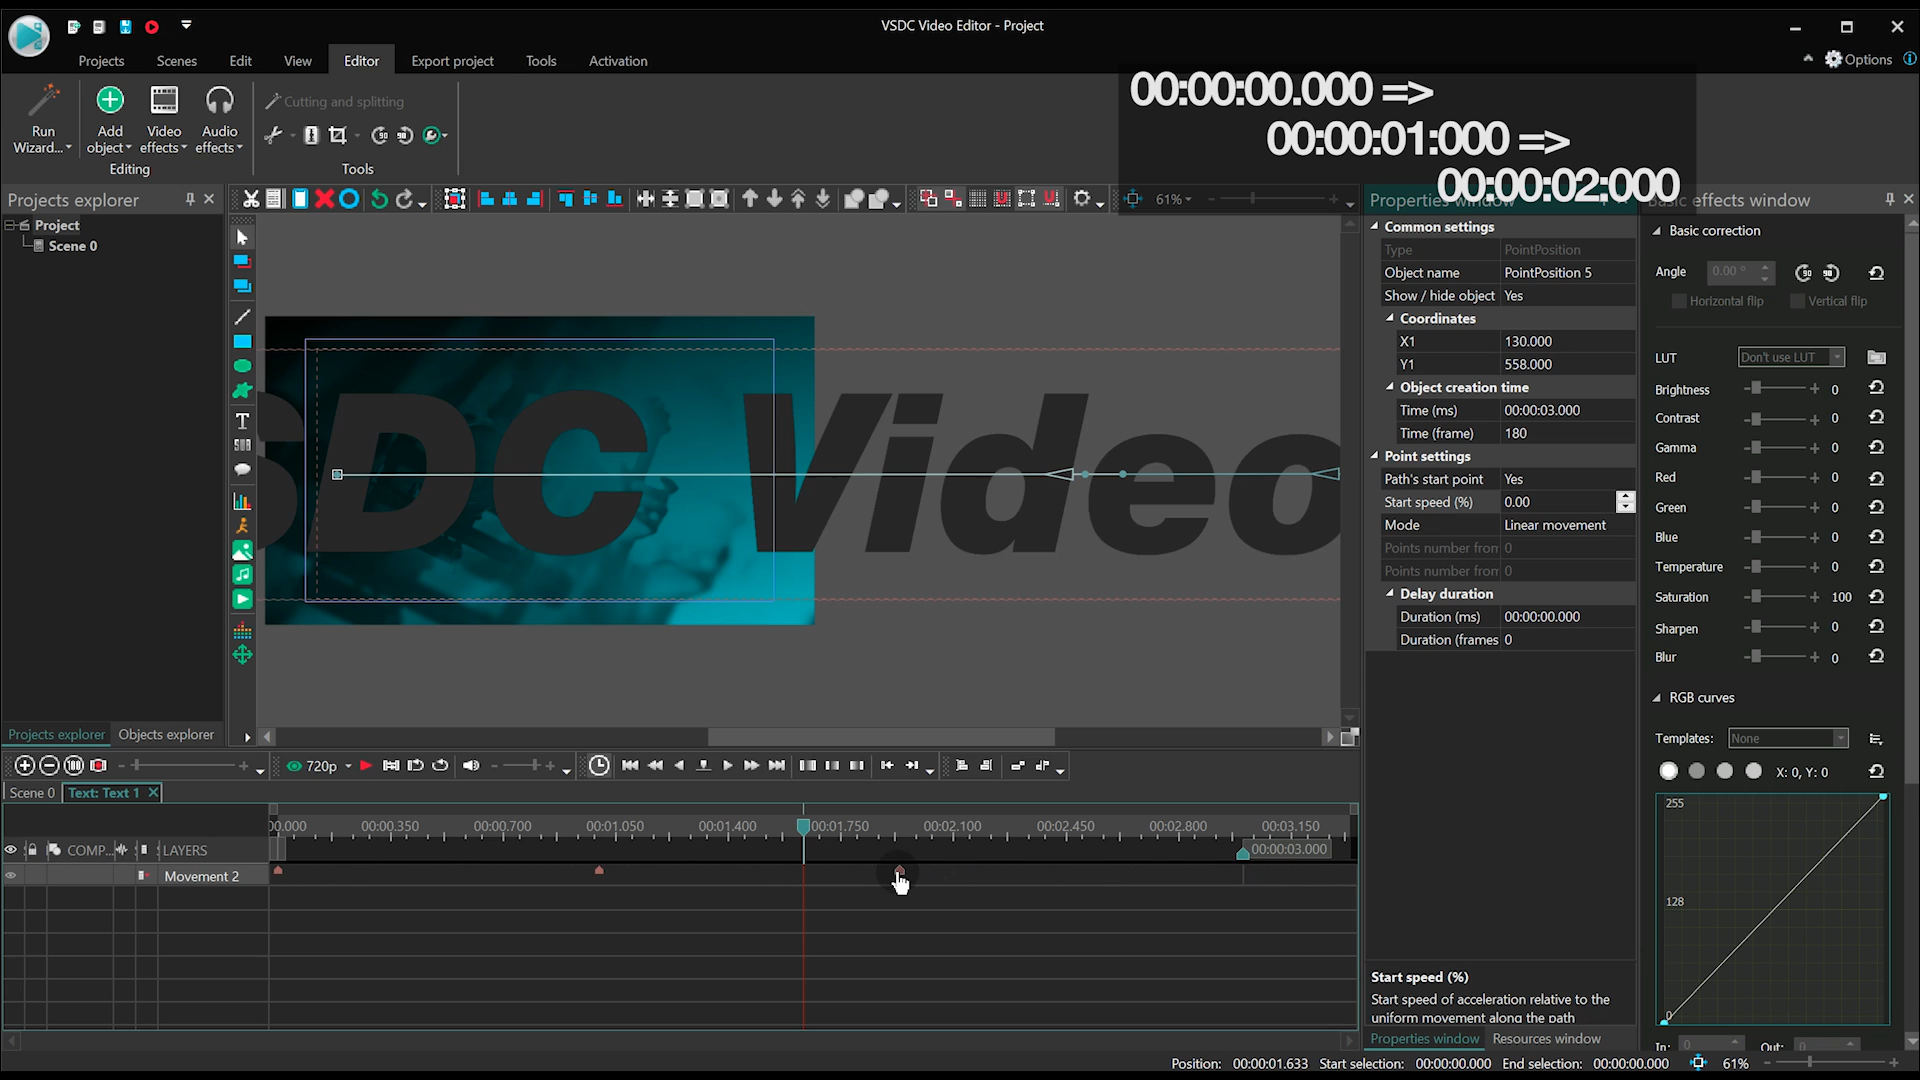 VSDC Video Editor - Project
Projects
Scenes
Edit
View
Editor
Export project
Tools
Activation
Options
00:00:00.000 =>
00:00:01:000 =>
00:00:02;000
Run
Wizard...
Add
object
Video
effects
Audio
effects
Editing
Cutting and splitting
Tools
Projects explorer
Project
Scene 0
61%
Properties window
effects window
Common settings
Type PointPosition
Object name PointPosition 5
Show / hide object Yes
Coordinates
X1 130.000
Y1 558.000
Object creation time
Time (ms) 00:00:03.000
Time (frame) 180
Point settings
Path's start point Yes
Start speed (%) 0.00
Mode Linear movement
Points number from 0
Points number from 0
Delay duration
Duration (ms) 00:00:00.000
Duration (frames 0
Start speed (%)
Start speed of acceleration relative to the
uniform movement along the path
Properties window
Resources window
Basic correction
Angle 0.00 °
Horizontal flip
Vertical flip
LUT Don't use LUT
Brightness 0
Contrast 0
Gamma 0
Red 0
Green 0
Blue 0
Temperature 0
Saturation 100
Sharpen 0
Blur 0
RGB curves
Templates: None
X: 0, Y: 0
255
128
0
In: 0 Out: 0
SDC Video
Projects explorer
Objects explorer
720p
Scene 0
Text: Text 1
00.000 00:00.350 00:00.700 00:01.050 00:01.400 00:01.750 00:02.100 00:02.450 00:02.800 00:03.150
00:00:03.000
COMP... LAYERS
Movement 2
Position: 00:00:01.633 Start selection: 00:00:00.000 End selection: 00:00:00.000 61%